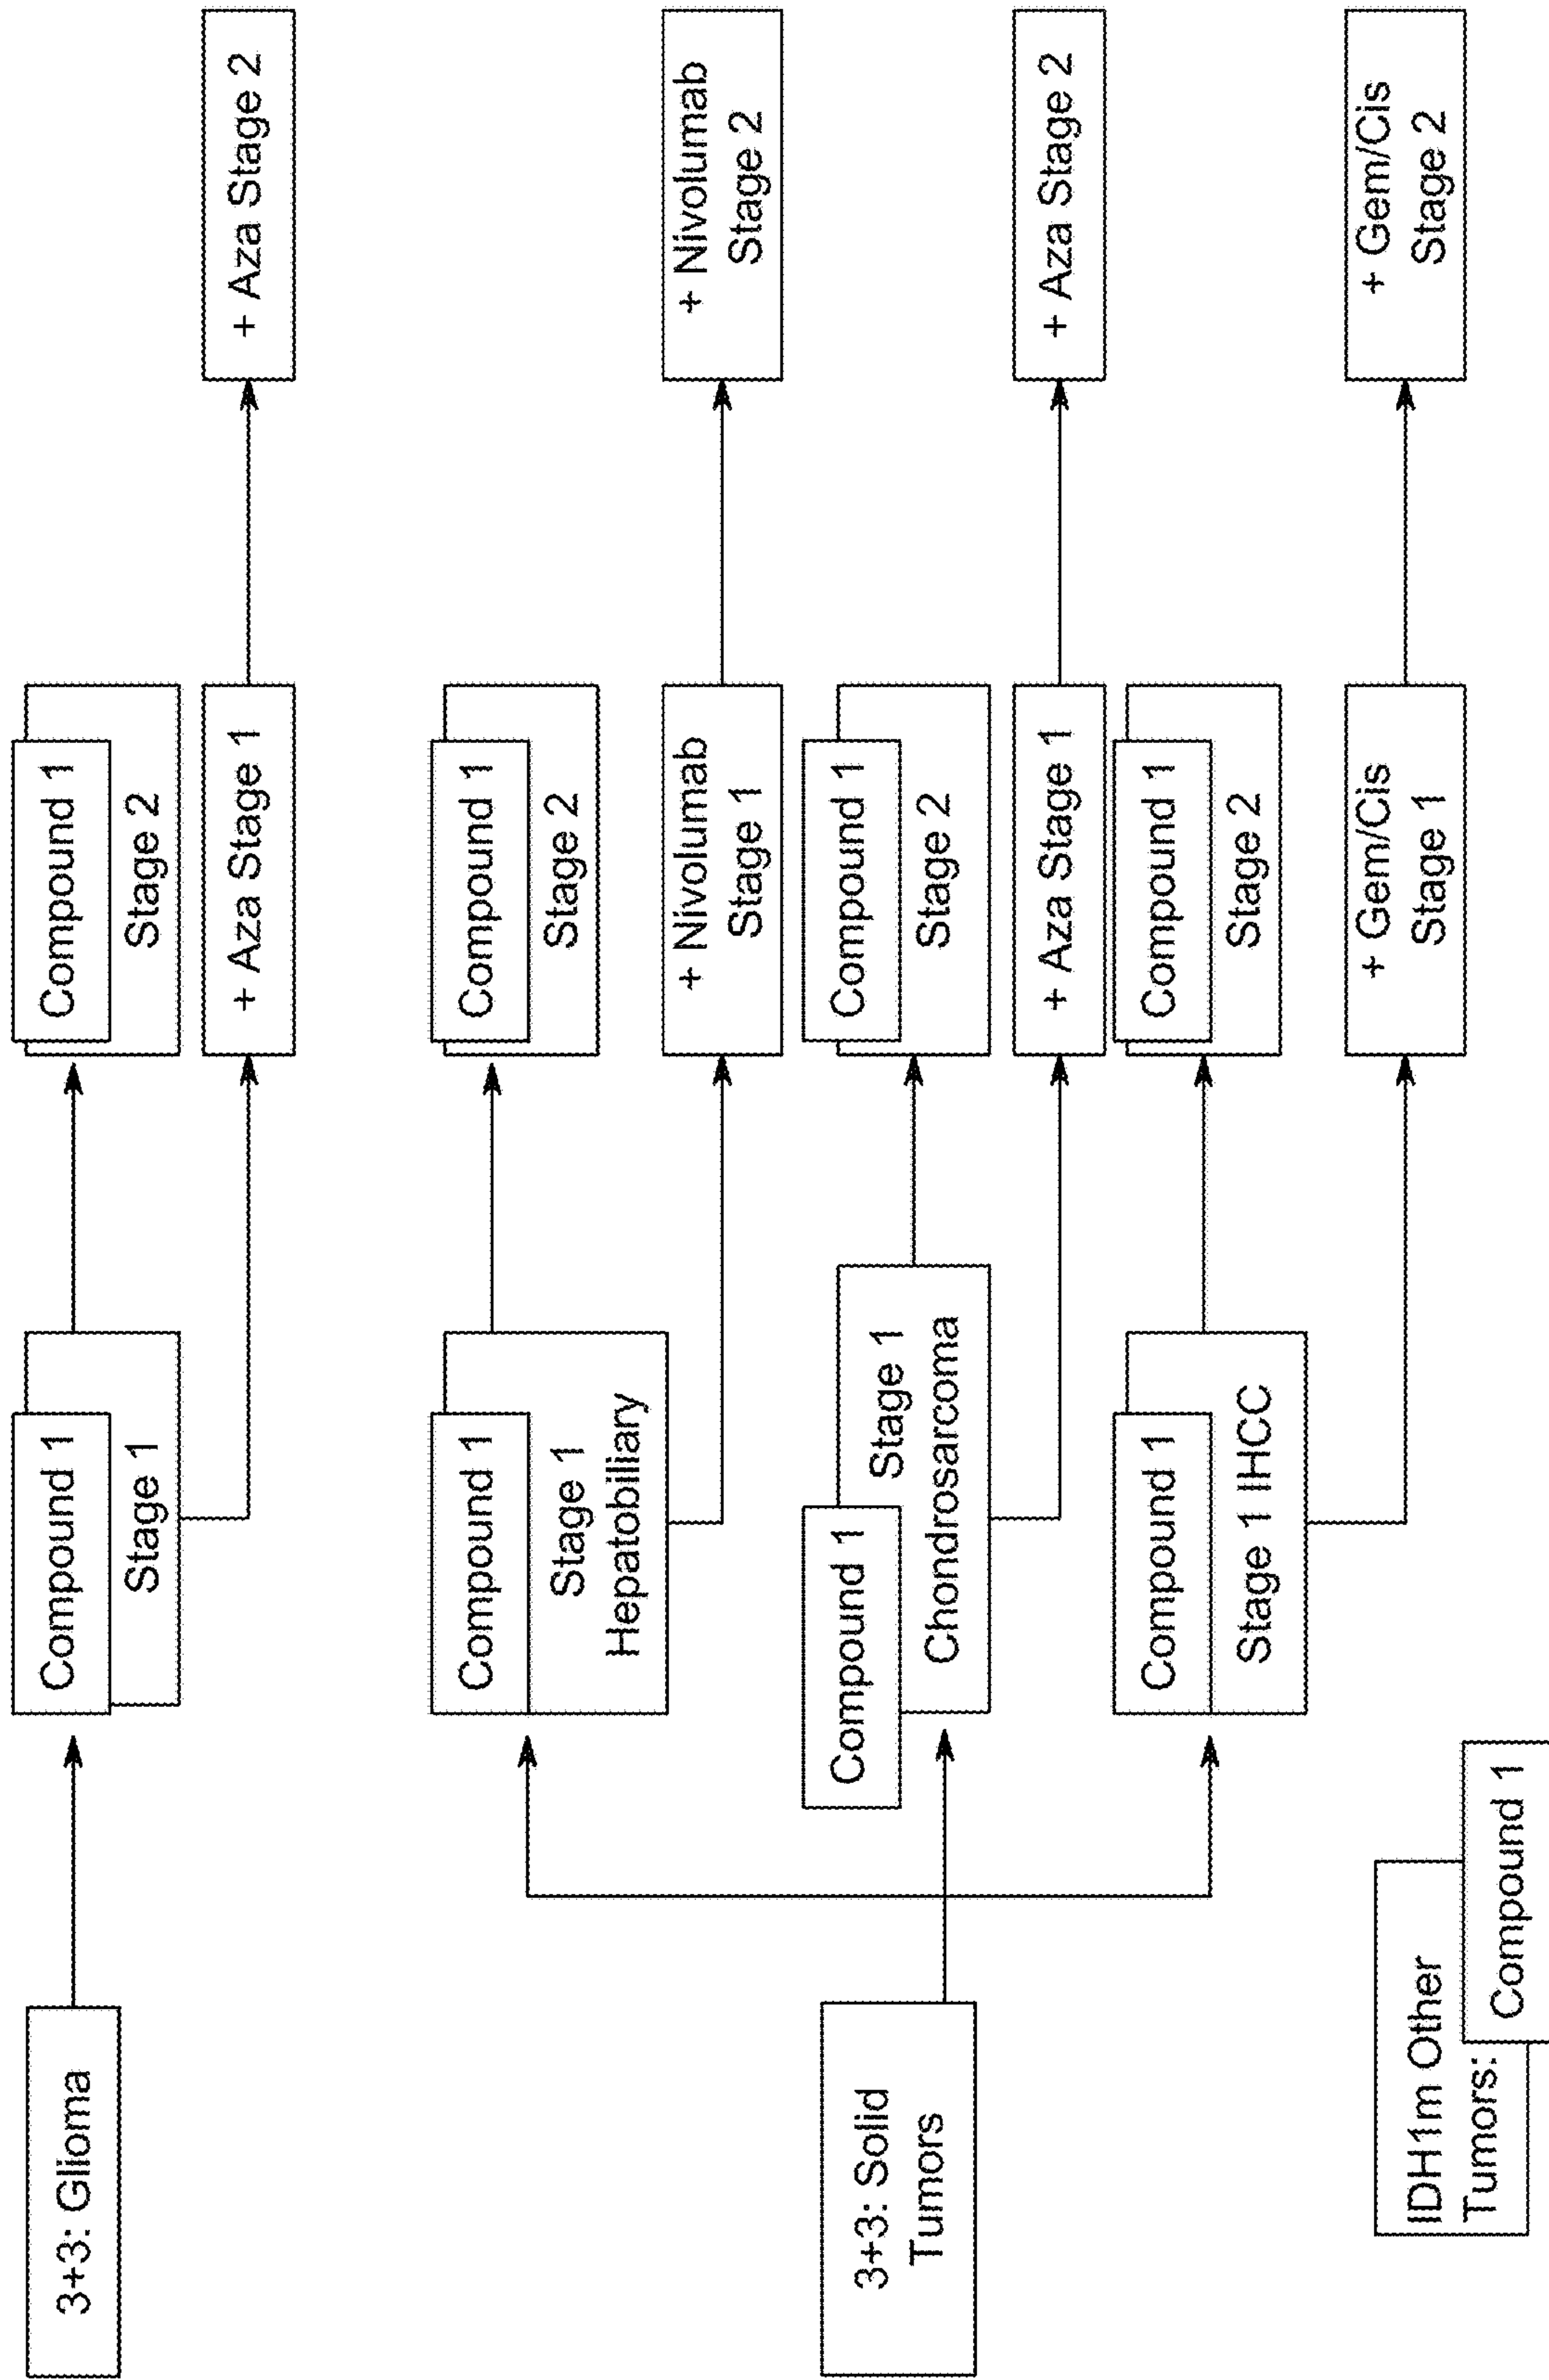 3+3: Glioma
Compound 1
Stage 1
Compound 1
Stage 2
+ Aza Stage 1
+ Aza Stage 2
3+3: Solid
Tumors
Compound 1
Stage 1
Hepatobiliary
Compound 1
Stage 2
+ Nivolumab
Stage 1
+ Nivolumab
Stage 2
Compound 1
Stage 1
Chondrosarcoma
Compound 1
Stage 2
+ Aza Stage 1
+ Aza Stage 2
Compound 1
Stage 1 IHCC
Compound 1
Stage 2
+ Gem/Cis
Stage 1
+ Gem/Cis
Stage 2
IDH1m Other
Tumors:
Compound 1